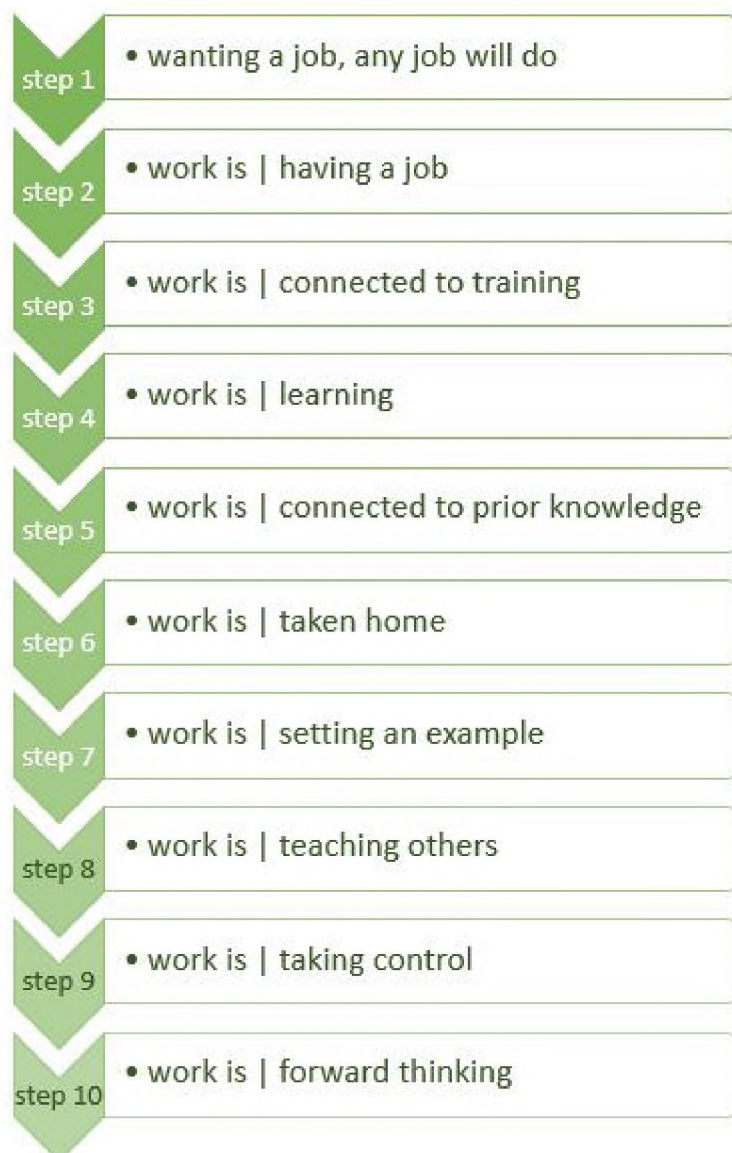 step 1
• wanting a job, any job will do
step 2
• work is | having a job
step 3
• work is | connected to training
step 4
• work is | learning
step 5
• work is | connected to prior knowledge
step 6
• work is | taken home
step 7
• work is | setting an example
step 8
• work is | teaching others
step 9
• work is | taking control
step 10
• work is | forward thinking